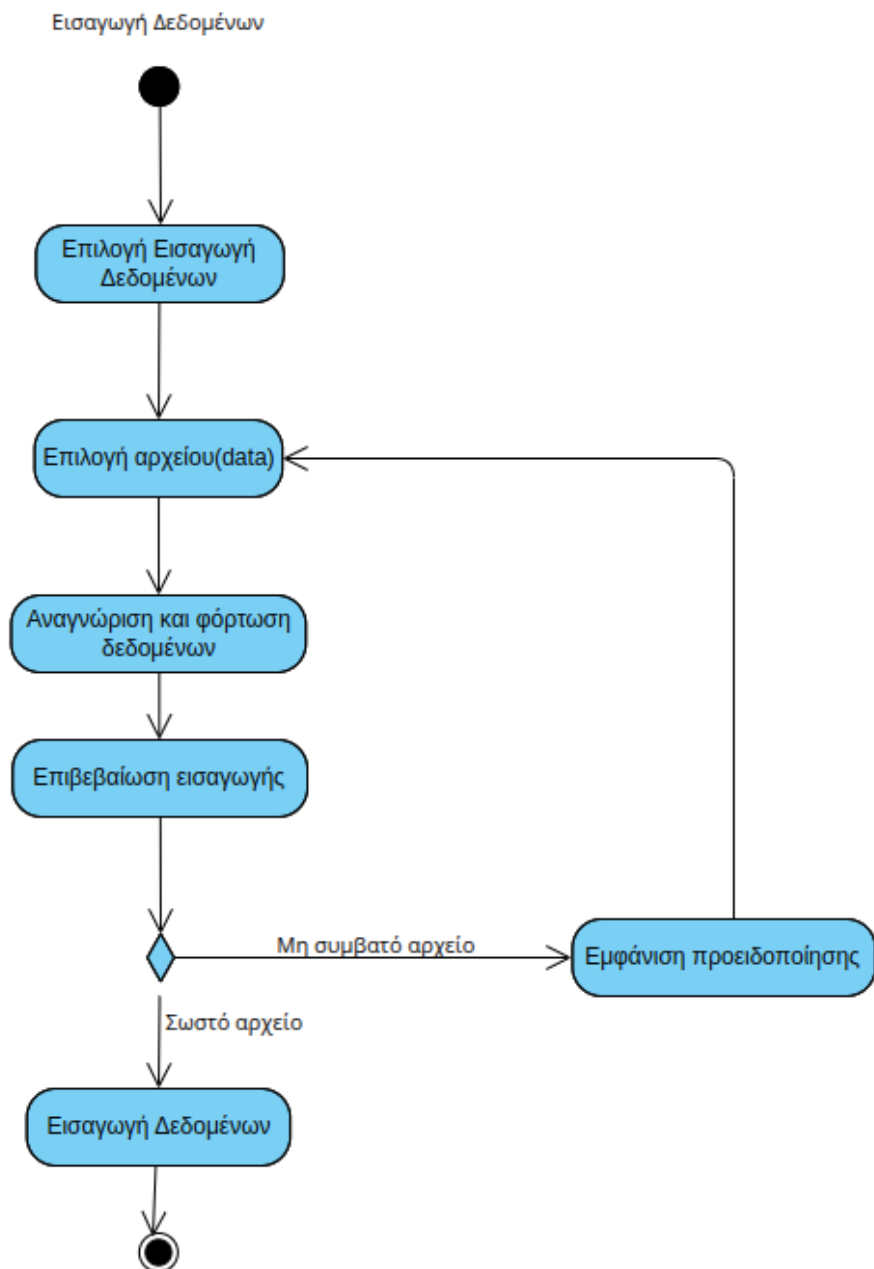 Εισαγωγή Δεδομένων
Επιλογή Εισαγωγή
Δεδομένων
Επιλογή αρχείου(data)
Αναγνώριση και φόρτωση
δεδομένων
Επιβεβαίωση εισαγωγής
Μη συμβατό αρχείο
Εμφάνιση προειδοποίησης
Σωστό αρχείο
Εισαγωγή Δεδομένων